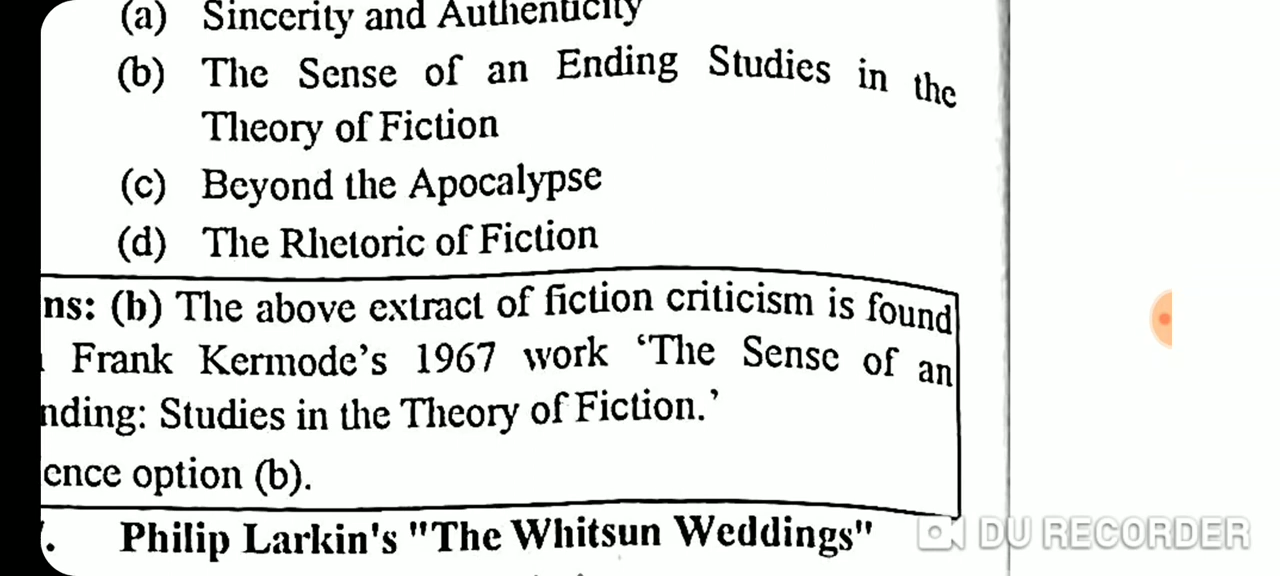 (a) Sincerity and Authenticity
(b) The Sense of an Ending Studies in the
Theory of Fiction
(c) Beyond the Apocalypse
(d) The Rhetoric of Fiction
ns: (b) The above extract of fiction criticism is found
Frank Kermode's 1967 work 'The Sense of an
nding: Studies in the Theory of Fiction.'
ence option (b).
. Philip Larkin's "The Whitsun Weddings"
DU RECORDER